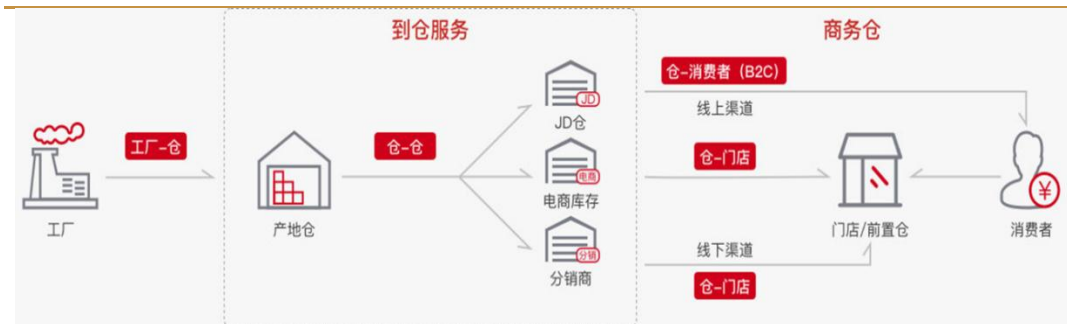 到仓服务
商务仓
仓-消费者（B2C）
线上渠道
JD
JD仓
工厂-仓
仓-仓
仓-门店
电商
电商库存
工厂
产地仓
门店/前置仓
¥
消费者
线下渠道
分销
分销商
仓-门店